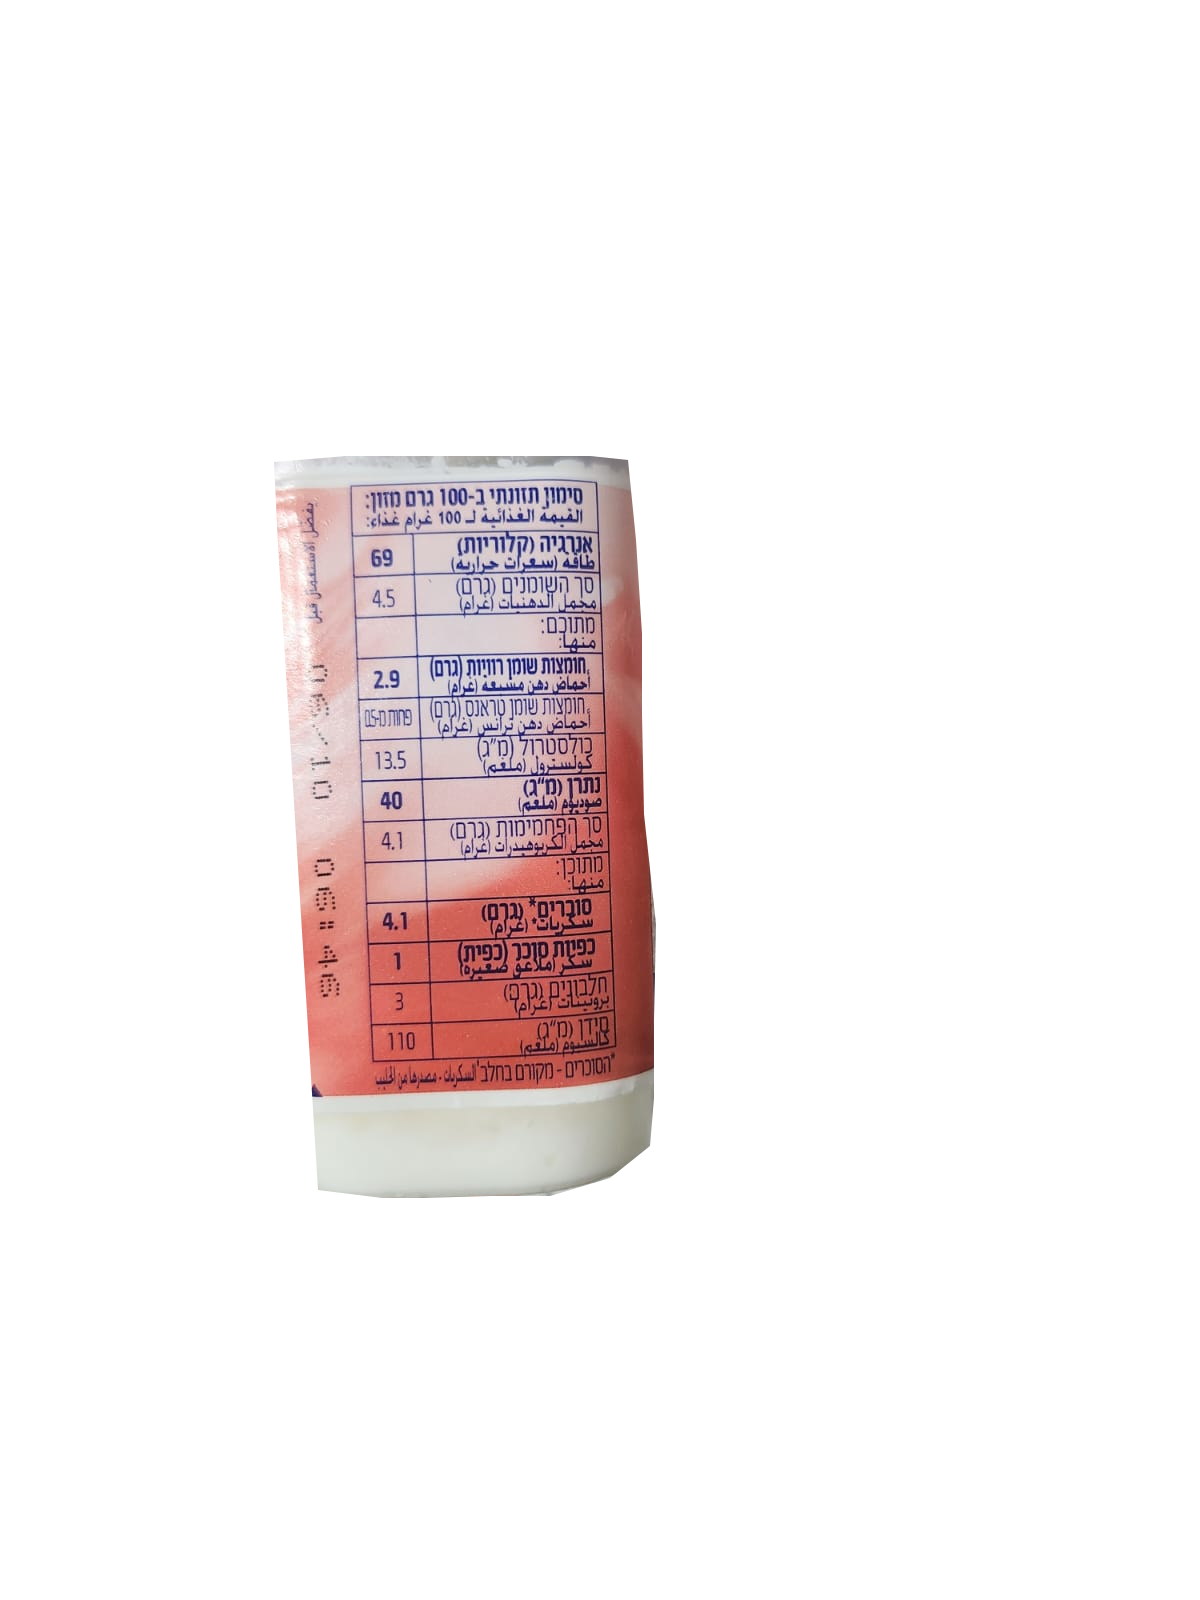 סימון תזונתי ב-100 גרם מזון:
القيمة الغذائية لـ 100 غرام غذاء:
אנרגיה (קלוריות) 69
طاقة (سعرات حرارية)
סך השומנים (גרם) 4.5
مجمل الدهنيات (غرام)
מתוכם:
منها:
חומצות שומן רוויות (גרם) 2.9
أحماض دهن مشبعة (غرام)
חומצות שומן טראנס (גרם) פחות מ-0.5
أحماض دهن ترانس (غرام)
כולסטרול (מ"ג) 13.5
كولسترول (ملغم)
נתרן (מ"ג) 40
صوديوم (ملغم)
סך הפחמימות (גרם) 4.1
مجمل الكربوهيدرات (غرام)
מתוכן:
منها:
סוכרים* (גרם) 4.1
سكريات* (غرام)
כפיות סוכר (כפית) 1
سكر (ملاعق صغيرة)
חלבונים (גרם) 3
بروتينات (غرام)
סידן (מ"ג) 110
كالسيوم (ملغم)
*הסוכרים - מקורם בחלב *السكريات - مصدرها من الحليب
يفضل الاستعمال قبل